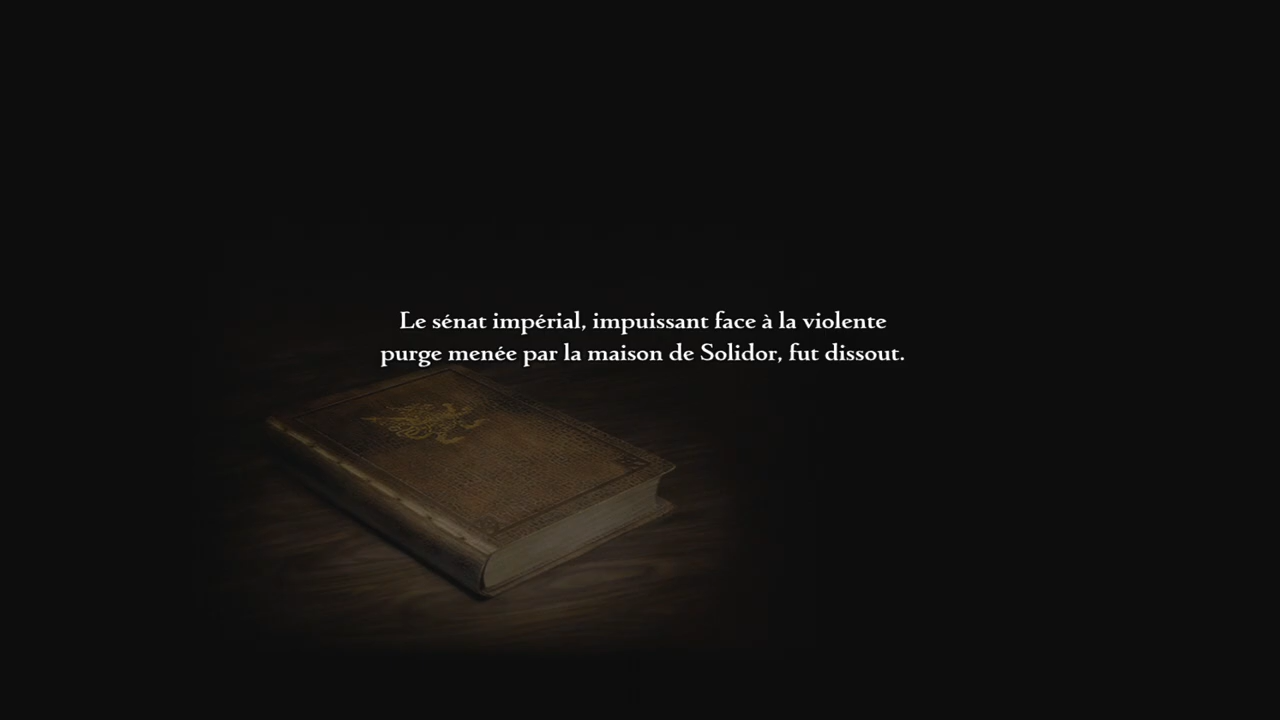 Le sénat impérial, impuissant face à la violente
purge menée par la maison de Solidor, fut dissout.